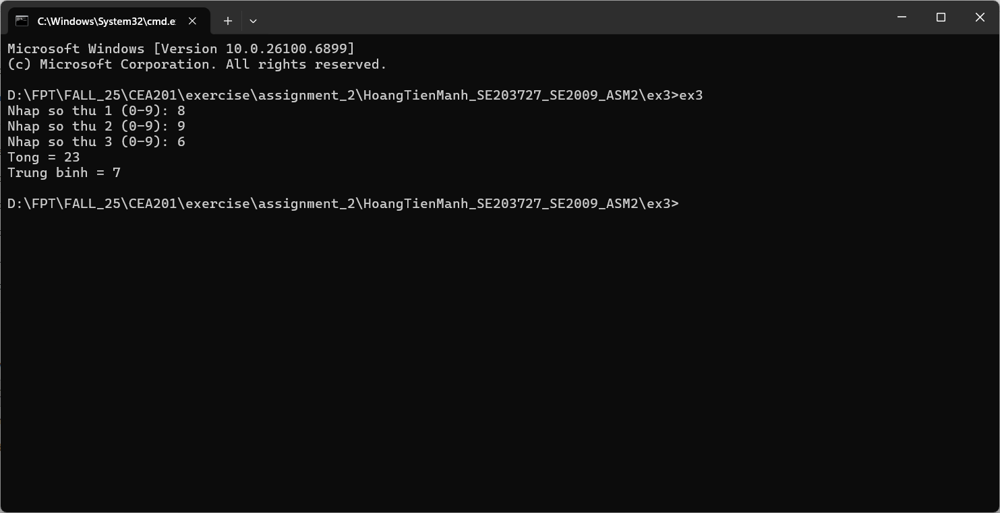 C:\Windows\System32\cmd.e
Microsoft Windows [Version 10.0.26100.6899]
(c) Microsoft Corporation. All rights reserved.
D:\FPT\FALL_25\CEA201\exercise\assignment_2\HoangTienManh_SE203727_SE2009_ASM2\ex3>ex3
Nhap so thu 1 (0-9): 8
Nhap so thu 2 (0-9): 9
Nhap so thu 3 (0-9): 6
Tong = 23
Trung binh = 7
D:\FPT\FALL_25\CEA201\exercise\assignment_2\HoangTienManh_SE203727_SE2009_ASM2\ex3>